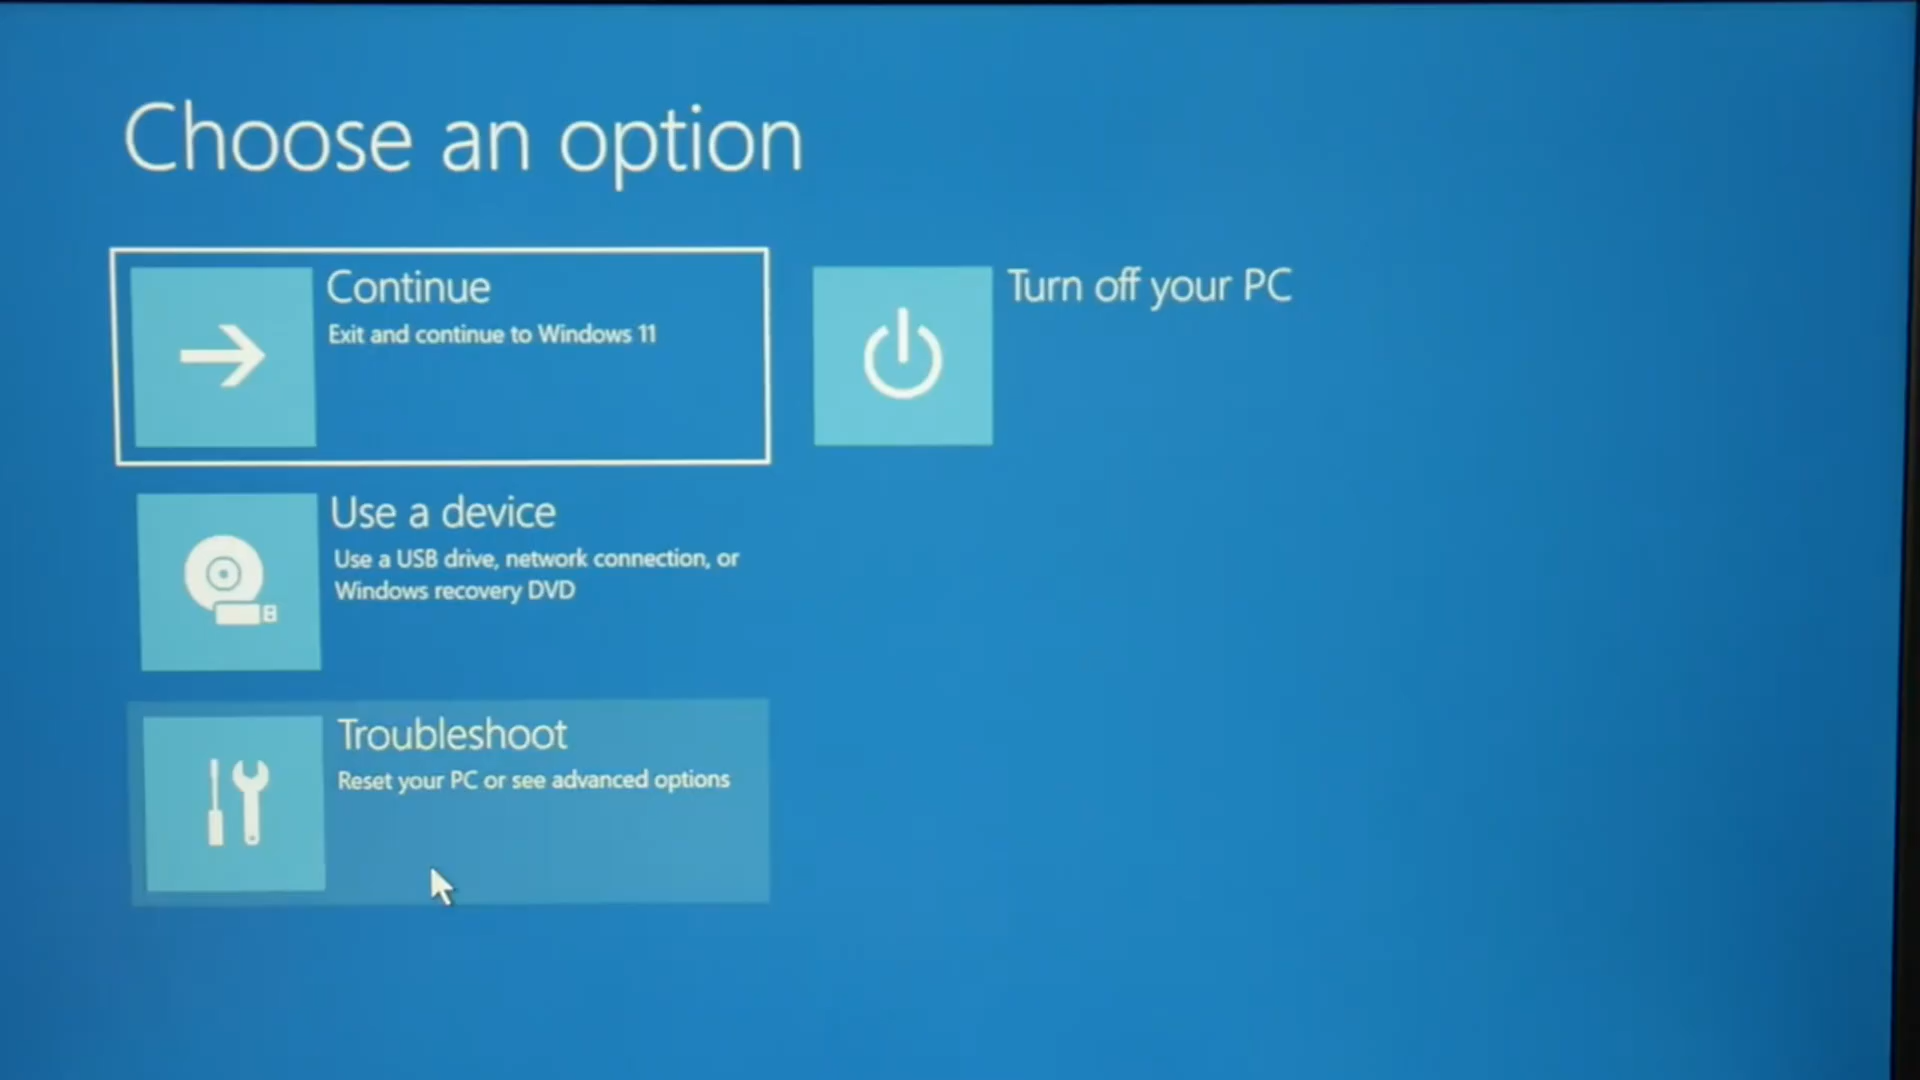 Choose an option
Continue
Exit and continue to Windows 11
Turn off your PC
Use a device
Use a USB drive, network connection, or
Windows recovery DVD
Troubleshoot
Reset your PC or see advanced options